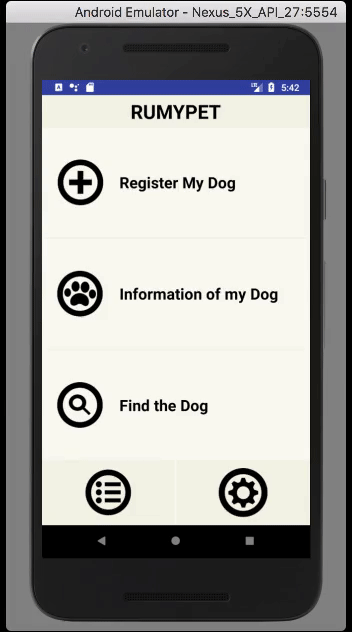 Android Emulator - Nexus_5X_API_27:5554
5:42
RUMYPET
Register My Dog
Information of my Dog
Find the Dog